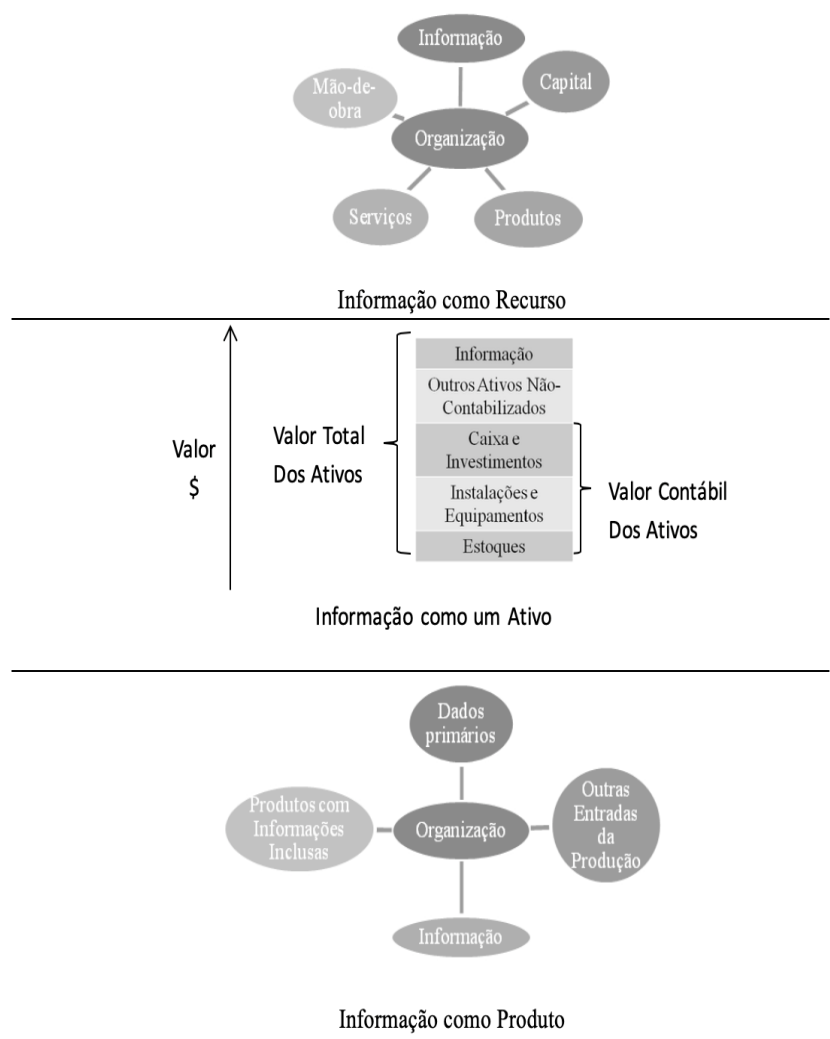 Informação
Capital
Mão-de-
obra
Organização
Serviços
Produtos
Informação como Recurso
Informação
Outros Ativos Não-
Contabilizados
Caixa e
Investimentos
Instalações e
Equipamentos
Estoques
Valor
$
Valor Total
Dos Ativos
Valor Contábil
Dos Ativos
Informação como um Ativo
Dados
primários
Produtos com
Informações
Inclusas
Organização
Outras
Entradas
da
Produção
Informação
Informação como Produto